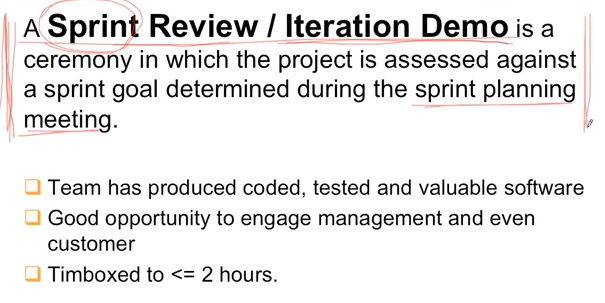 A Sprint Review / Iteration Demo is a
ceremony in which the project is assessed against
a sprint goal determined during the sprint planning
meeting.
Team has produced coded, tested and valuable software
Good opportunity to engage management and even
customer
Timboxed to <= 2 hours.